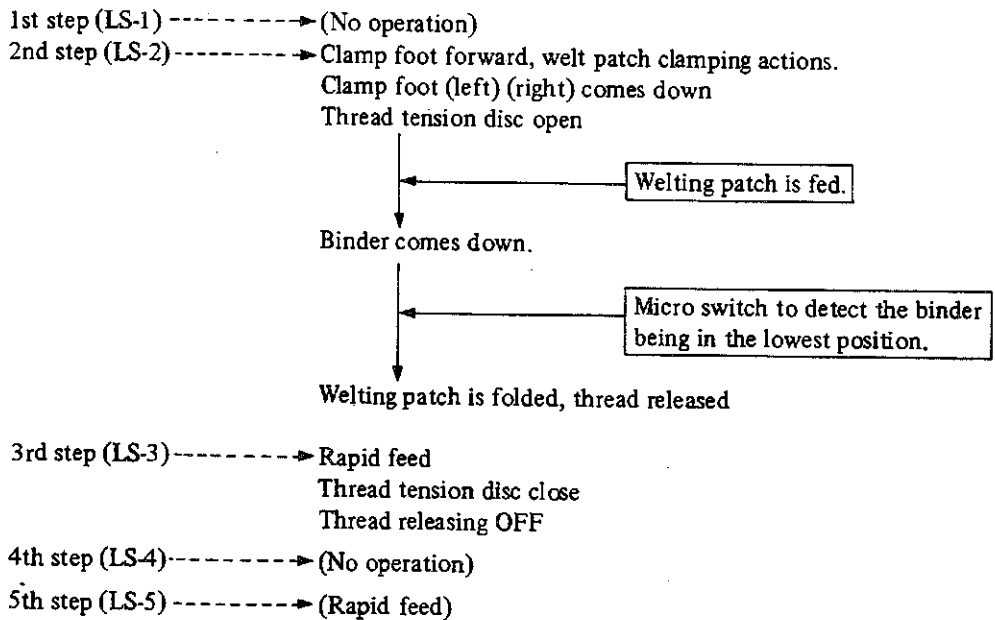 1st step (LS-1) (No operation)
2nd step (LS-2) Clamp foot forward, welt patch clamping actions.
Clamp foot (left) (right) comes down
Thread tension disc open
Welting patch is fed.
Binder comes down.
Micro switch to detect the binder
being in the lowest position.
Welting patch is folded, thread released
3rd step (LS-3) Rapid feed
Thread tension disc close
Thread releasing OFF
4th step (LS-4) (No operation)
5th step (LS-5) (Rapid feed)